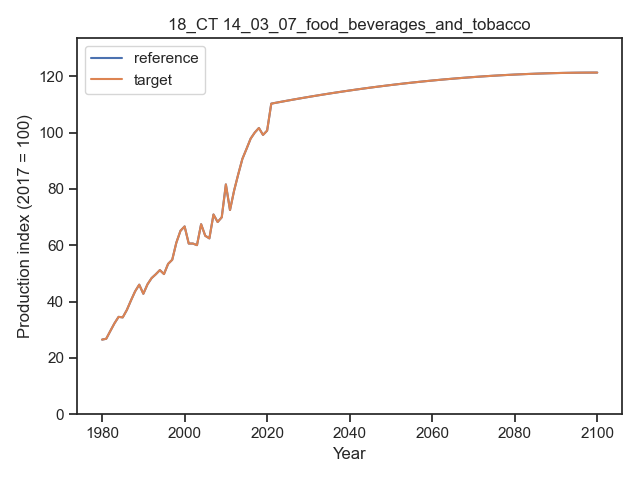 18_CT 14_03_07_food_beverages_and_tobacco
reference
target
Production index (2017 = 100)
120
100
80
60
40
20
0
1980
2000
2020
2040
2060
2080
2100
Year